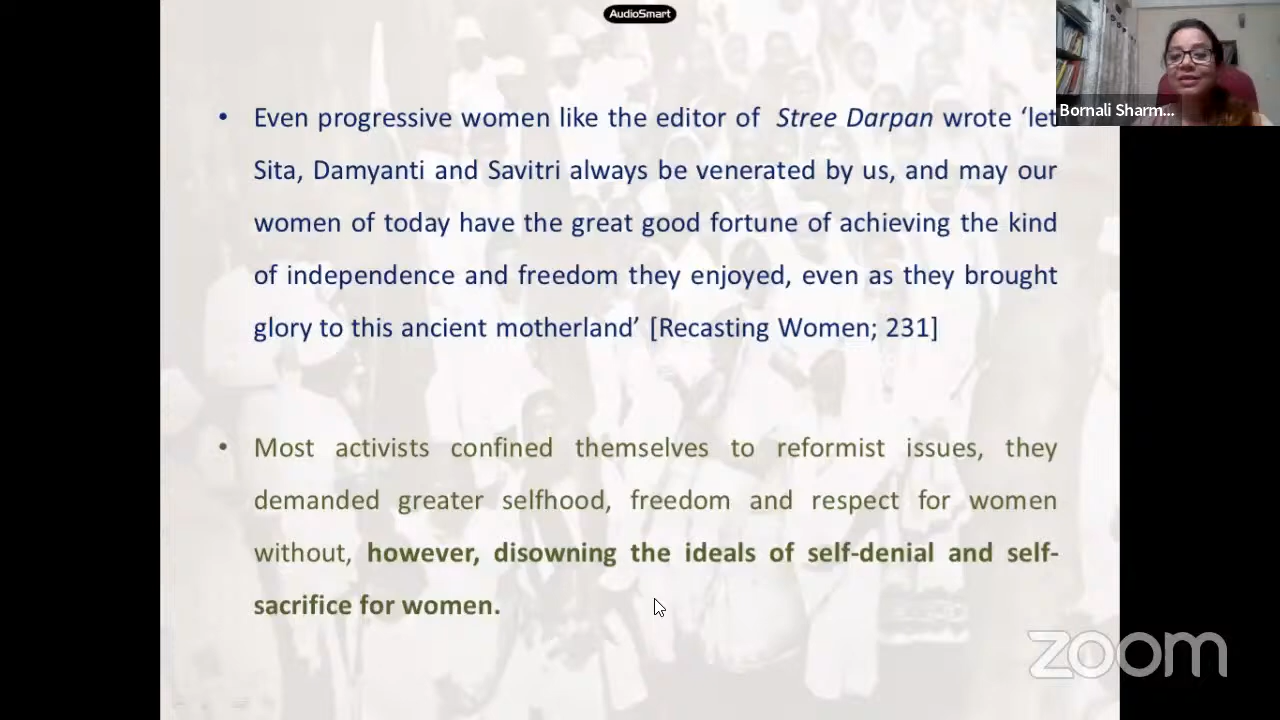 AudioSmart
Bornali Sharm...
• Even progressive women like the editor of Stree Darpan wrote ‘let
Sita, Damyanti and Savitri always be venerated by us, and may our
women of today have the great good fortune of achieving the kind
of independence and freedom they enjoyed, even as they brought
glory to this ancient motherland’ [Recasting Women; 231]
• Most activists confined themselves to reformist issues, they
demanded greater selfhood, freedom and respect for women
without, however, disowning the ideals of self-denial and self-
sacrifice for women.
zoom